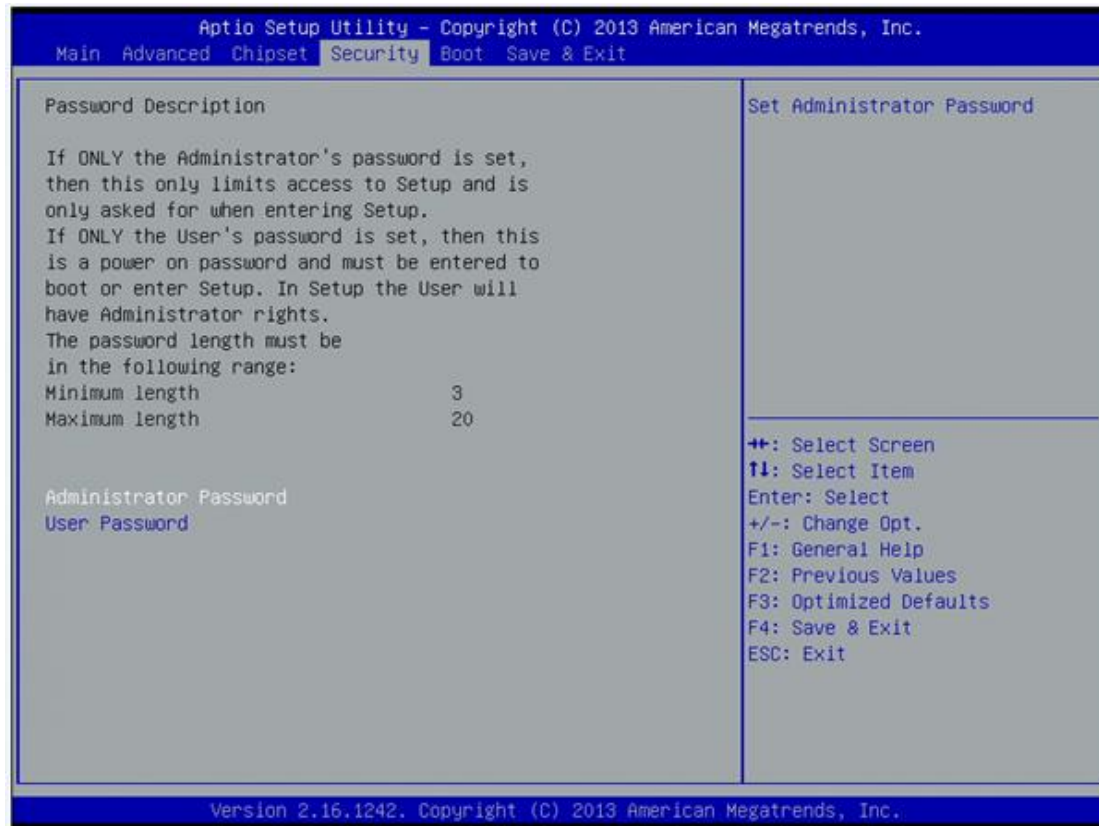 Aptio Setup Utility – Copyright (C) 2013 American Megatrends, Inc.
Main Advanced Chipset Security Boot Save & Exit
Password Description
If ONLY the Administrator's password is set,
then this only limits access to Setup and is
only asked for when entering Setup.
If ONLY the User's password is set, then this
is a power on password and must be entered to
boot or enter Setup. In Setup the User will
have Administrator rights.
The password length must be
in the following range:
Minimum length 3
Maximum length 20
Administrator Password
User Password
Set Administrator Password
→←: Select Screen
↑↓: Select Item
Enter: Select
+/-: Change Opt.
F1: General Help
F2: Previous Values
F3: Optimized Defaults
F4: Save & Exit
ESC: Exit
Version 2.16.1242. Copyright (C) 2013 American Megatrends, Inc.